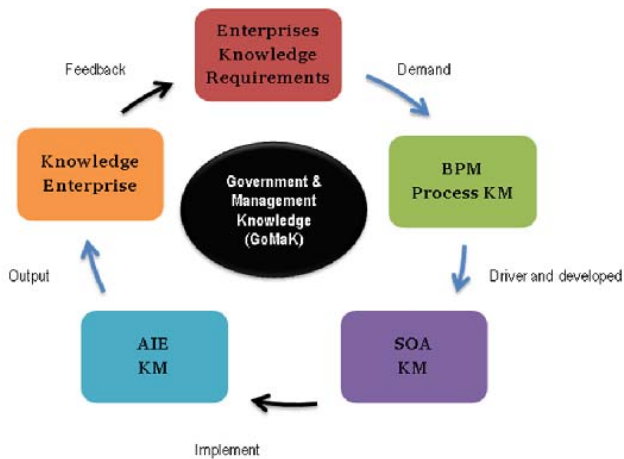 Enterprises
Knowledge
Requirements
Feedback
Demand
Knowledge
Enterprise
Government &
Management
Knowledge
(GoMaK)
BPM
Process KM
Output
Driver and developed
AIE
KM
SOA
KM
Implement